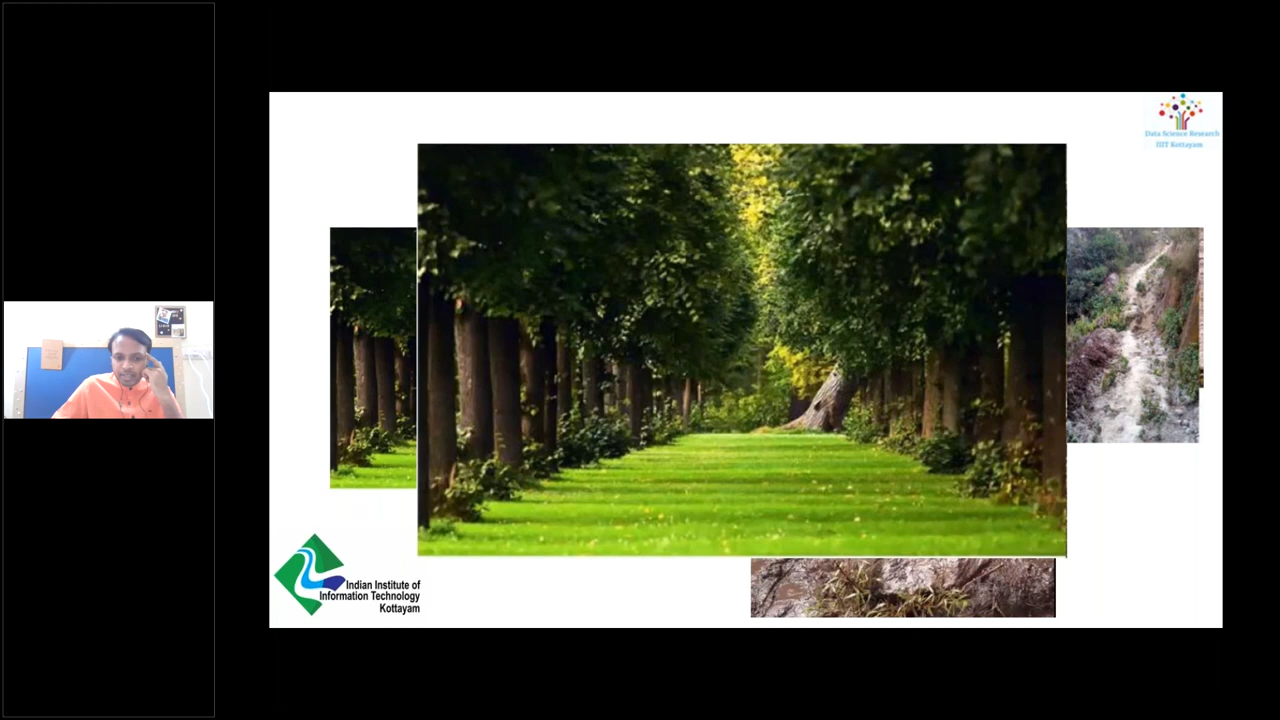 Data Science Research
IIIT Kottayam
Indian Institute of
Information Technology
Kottayam